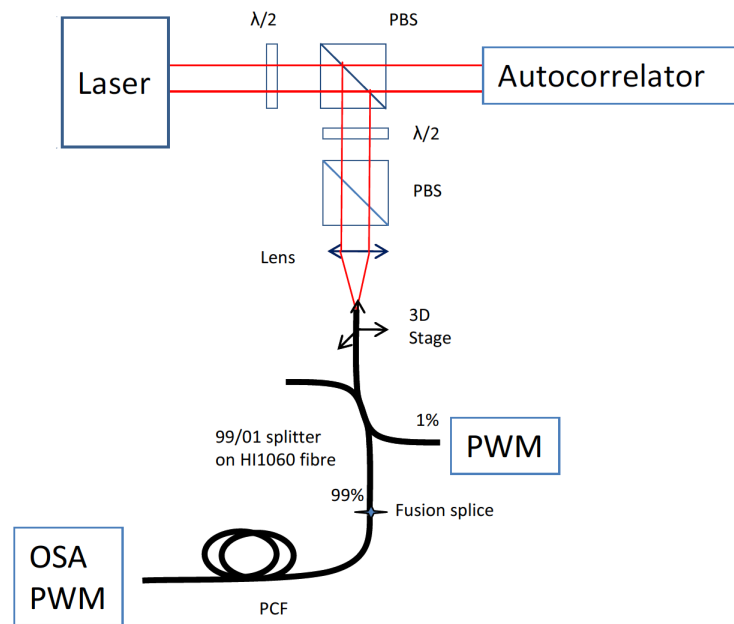 λ/2
PBS
Laser
Autocorrelator
λ/2
PBS
Lens
3D
Stage
1%
99/01 splitter
on HI1060 fibre
PWM
99%
Fusion splice
OSA
PWM
PCF